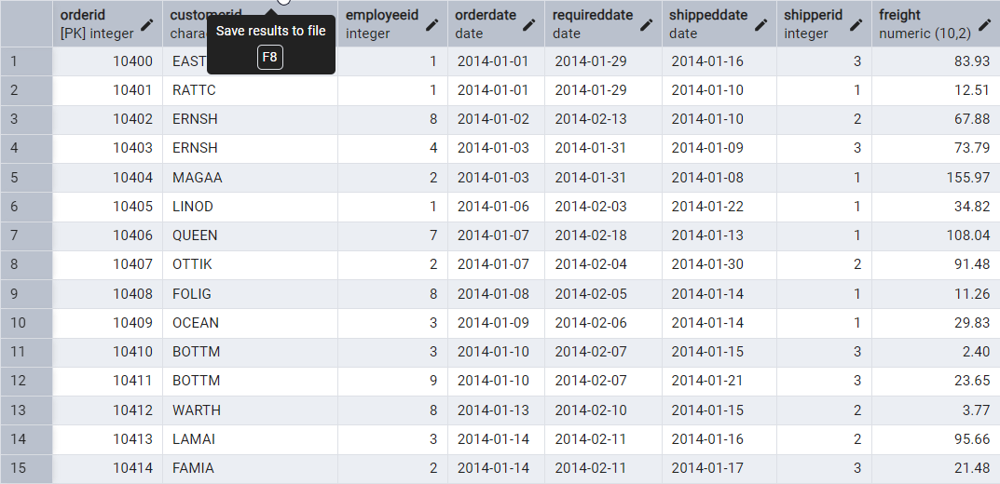 orderid customerid employeeid orderdate requireddate shippeddate shipperid freight
[PK] integer integer date date date integer numeric (10,2)
Save results to file
F8
1 10400 EAST 1 2014-01-01 2014-01-29 2014-01-16 3 83.93
2 10401 RATTC 1 2014-01-01 2014-01-29 2014-01-10 1 12.51
3 10402 ERNSH 8 2014-01-02 2014-02-13 2014-01-10 2 67.88
4 10403 ERNSH 4 2014-01-03 2014-01-31 2014-01-09 3 73.79
5 10404 MAGAA 2 2014-01-03 2014-01-31 2014-01-08 1 155.97
6 10405 LINOD 1 2014-01-06 2014-02-03 2014-01-22 1 34.82
7 10406 QUEEN 7 2014-01-07 2014-02-18 2014-01-13 1 108.04
8 10407 OTTIK 2 2014-01-07 2014-02-04 2014-01-30 2 91.48
9 10408 FOLIG 8 2014-01-08 2014-02-05 2014-01-14 1 11.26
10 10409 OCEAN 3 2014-01-09 2014-02-06 2014-01-14 1 29.83
11 10410 BOTTM 3 2014-01-10 2014-02-07 2014-01-15 3 2.40
12 10411 BOTTM 9 2014-01-10 2014-02-07 2014-01-21 3 23.65
13 10412 WARTH 8 2014-01-13 2014-02-10 2014-01-15 2 3.77
14 10413 LAMAI 3 2014-01-14 2014-02-11 2014-01-16 2 95.66
15 10414 FAMIA 2 2014-01-14 2014-02-11 2014-01-17 3 21.48